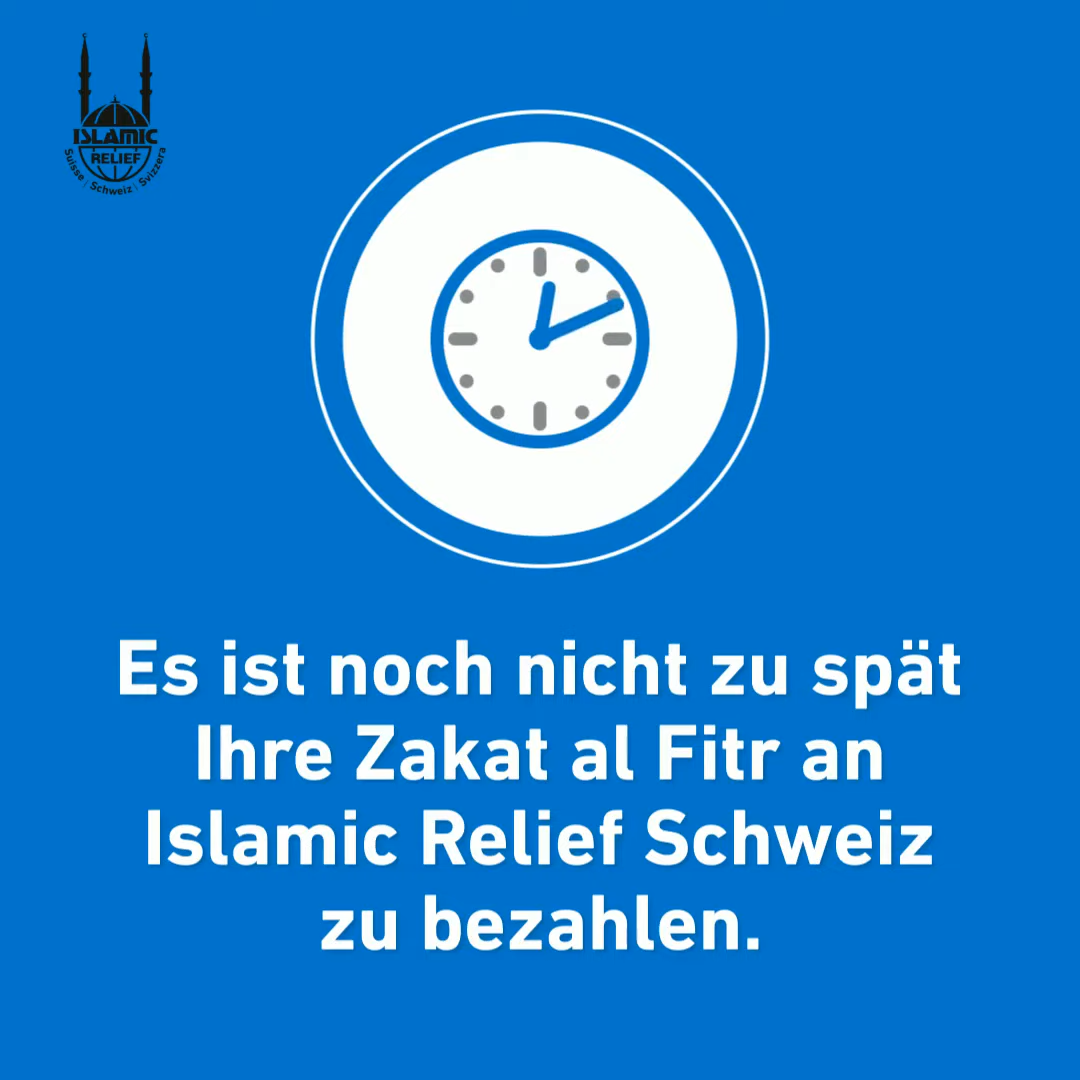 ISLAMIC
RELIEF
Suisse | Schweiz | Svizzera
Es ist noch nicht zu spät
Ihre Zakat al Fitr an
Islamic Relief Schweiz
zu bezahlen.